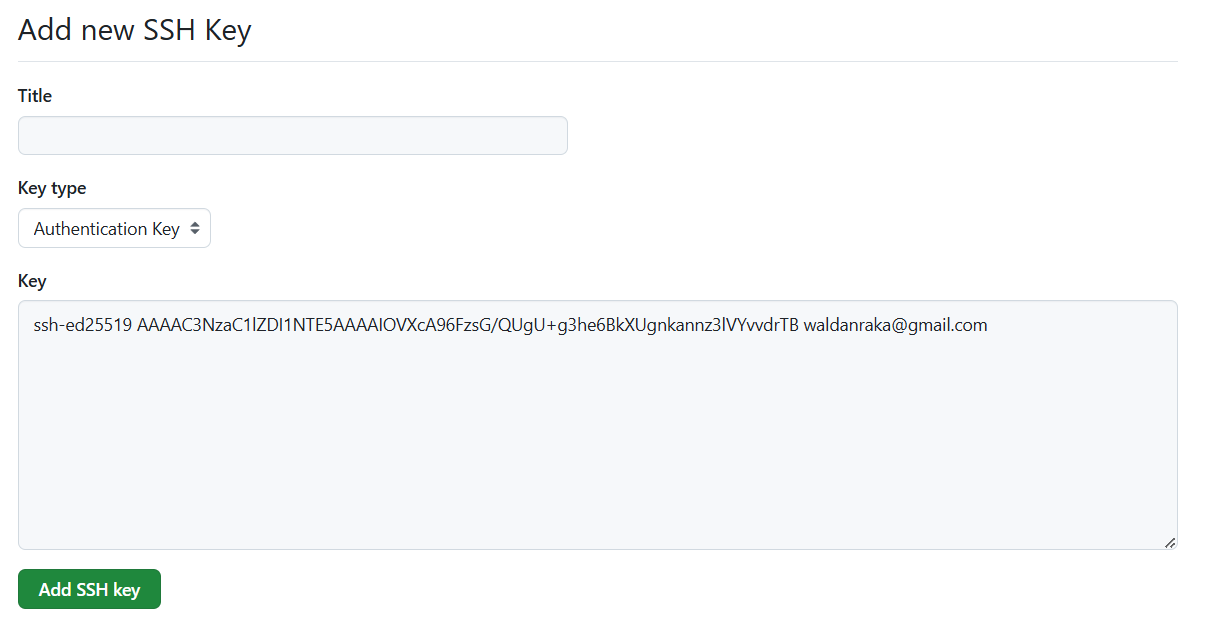 Add new SSH Key
Title
Key type
Authentication Key
Key
ssh-ed25519 AAAAC3NzaC1lZDI1NTE5AAAAIOVXcA96FzsG/QUgU+g3he6BkXUgnkannz3lVYvvdrTB waldanraka@gmail.com
Add SSH key